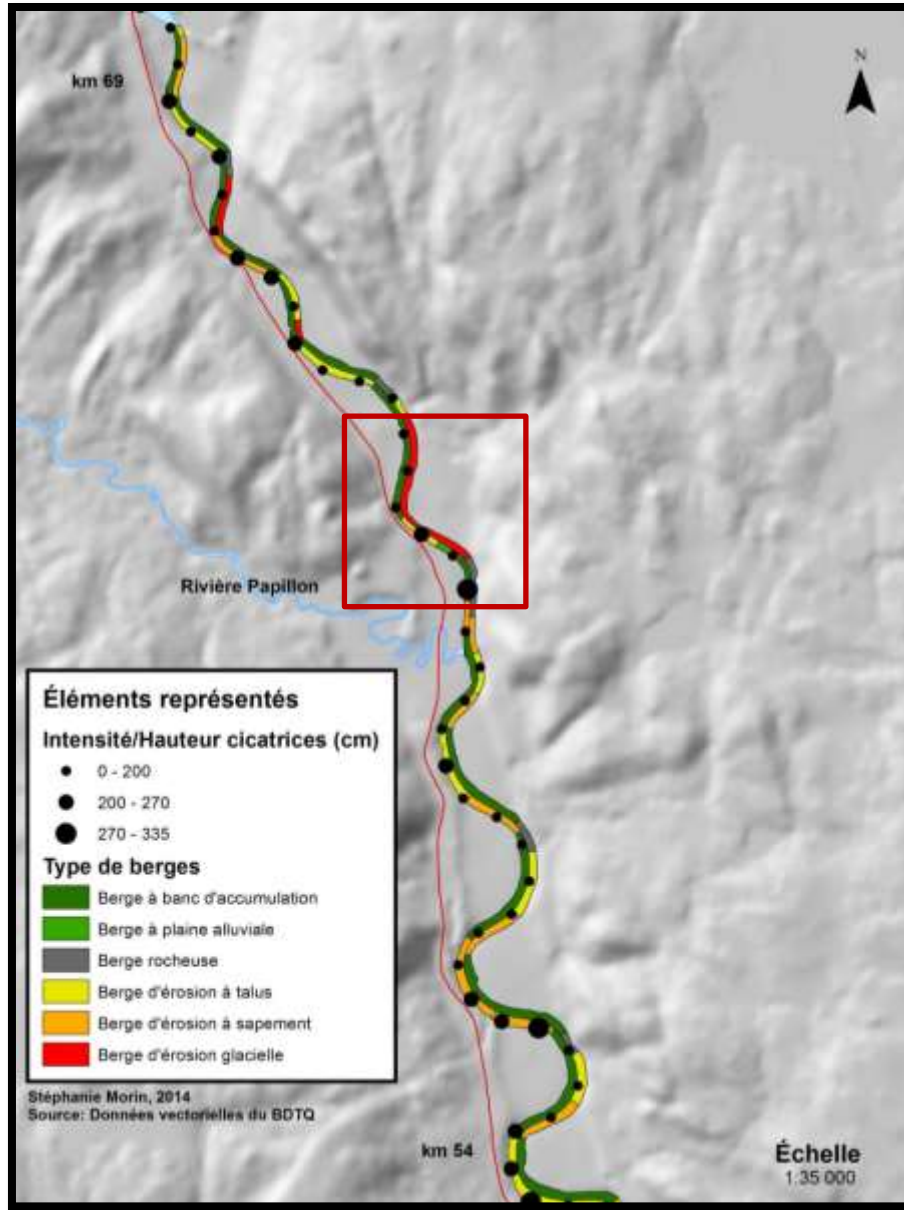 N
km 69
Rivière Papillon
Éléments représentés
Intensité/Hauteur cicatrices (cm)
0 - 200
200 - 270
270 - 335
Type de berges
Berge à banc d'accumulation
Berge à plaine alluviale
Berge rocheuse
Berge d'érosion à talus
Berge d'érosion à sapement
Berge d'érosion glacielle
Stéphanie Morin, 2014
Source: Données vectorielles du BDTQ
km 54
Échelle
1:35 000